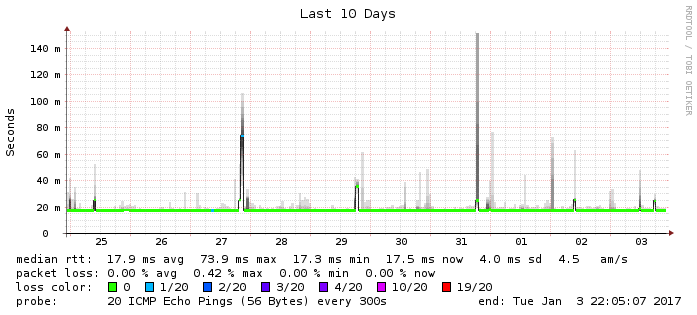 Last 10 Days
RRDTOOL / TOBI OETIKER
Seconds
140 m
120 m
100 m
80 m
60 m
40 m
20 m
0
25 26 27 28 29 30 31 01 02 03
median rtt: 17.9 ms avg 73.9 ms max 17.3 ms min 17.5 ms now 4.0 ms sd 4.5 am/s
packet loss: 0.00 % avg 0.42 % max 0.00 % min 0.00 % now
loss color: 0 1/20 2/20 3/20 4/20 10/20 19/20
probe: 20 ICMP Echo Pings (56 Bytes) every 300s end: Tue Jan 3 22:05:07 2017